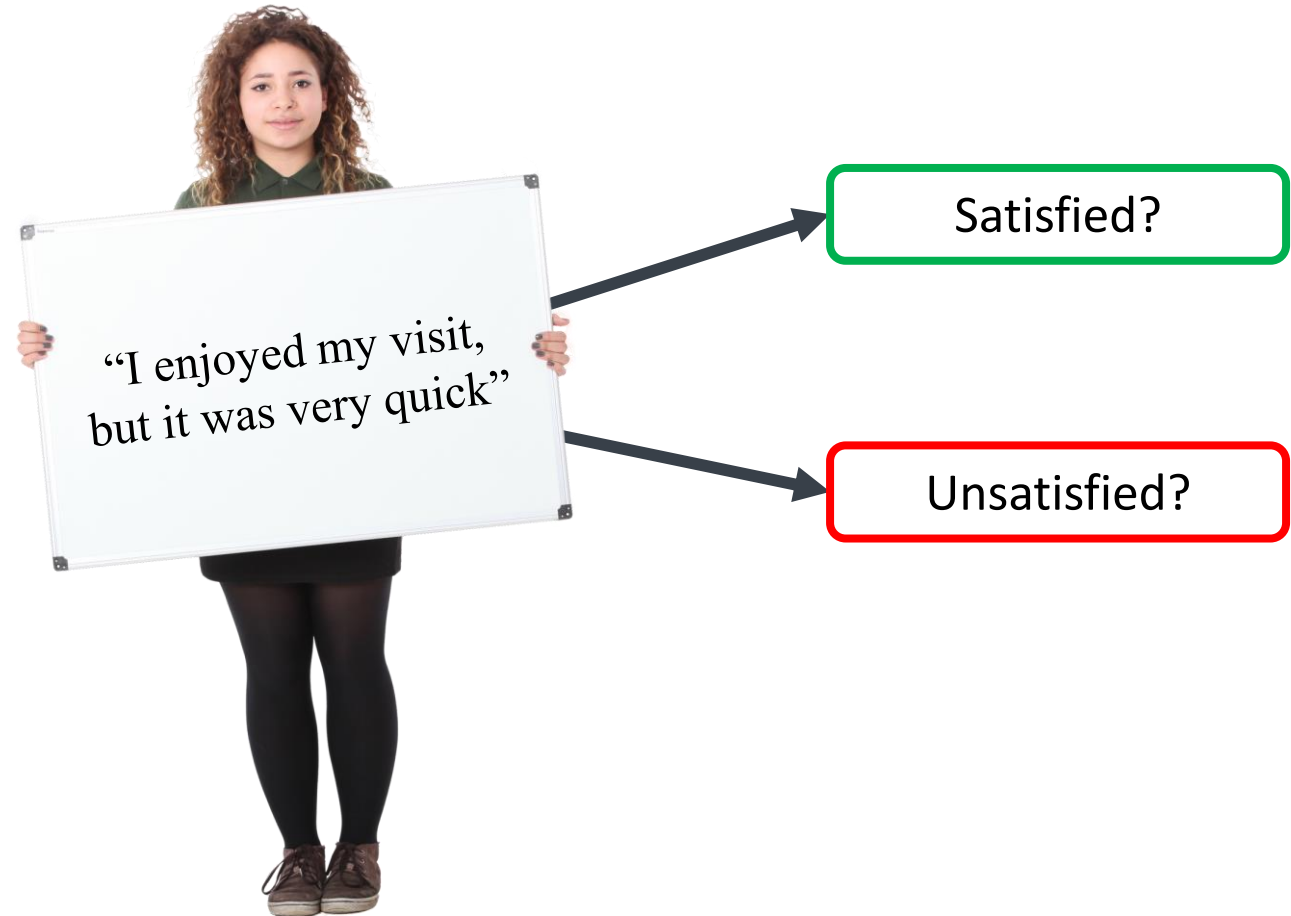 “I enjoyed my visit,
but it was very quick”
Satisfied?
Unsatisfied?